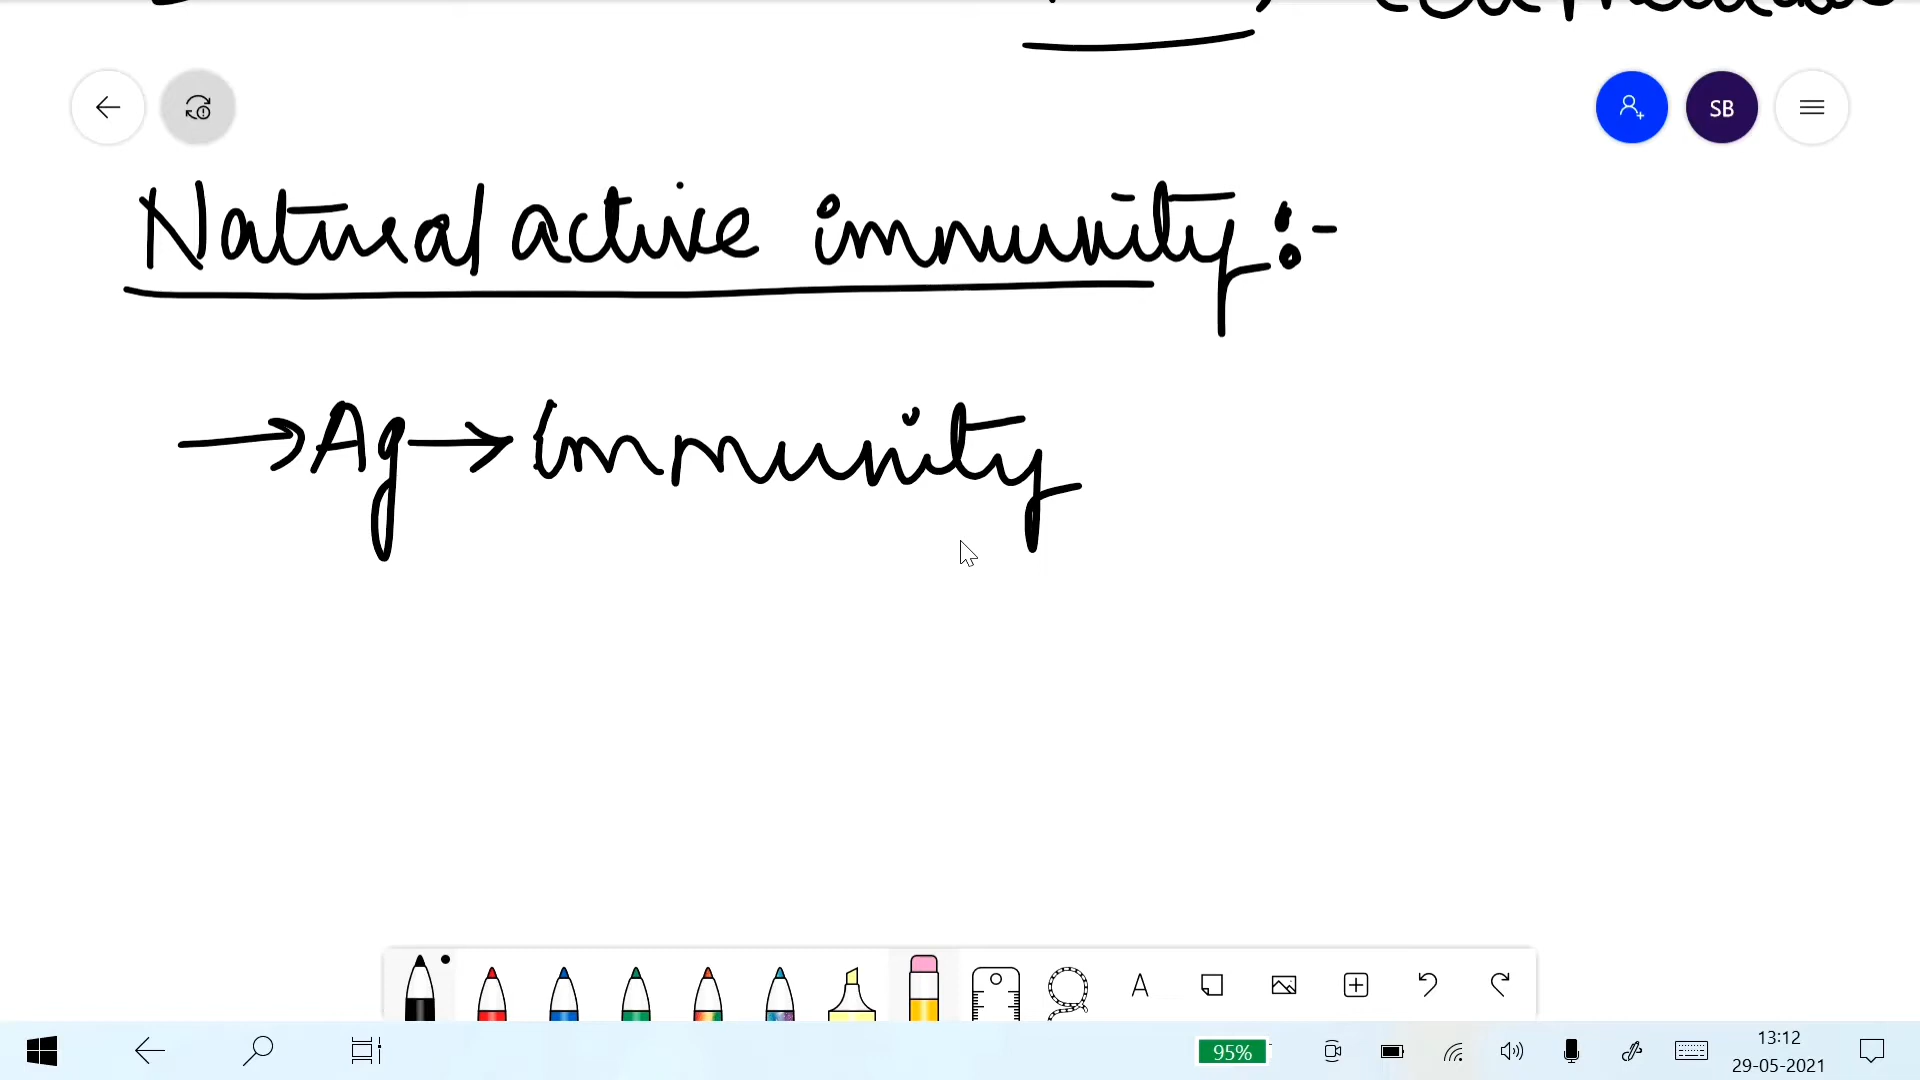 SB
Natural active immunity :-
→ Ag → Immunity
A
95%
13:12
29-05-2021